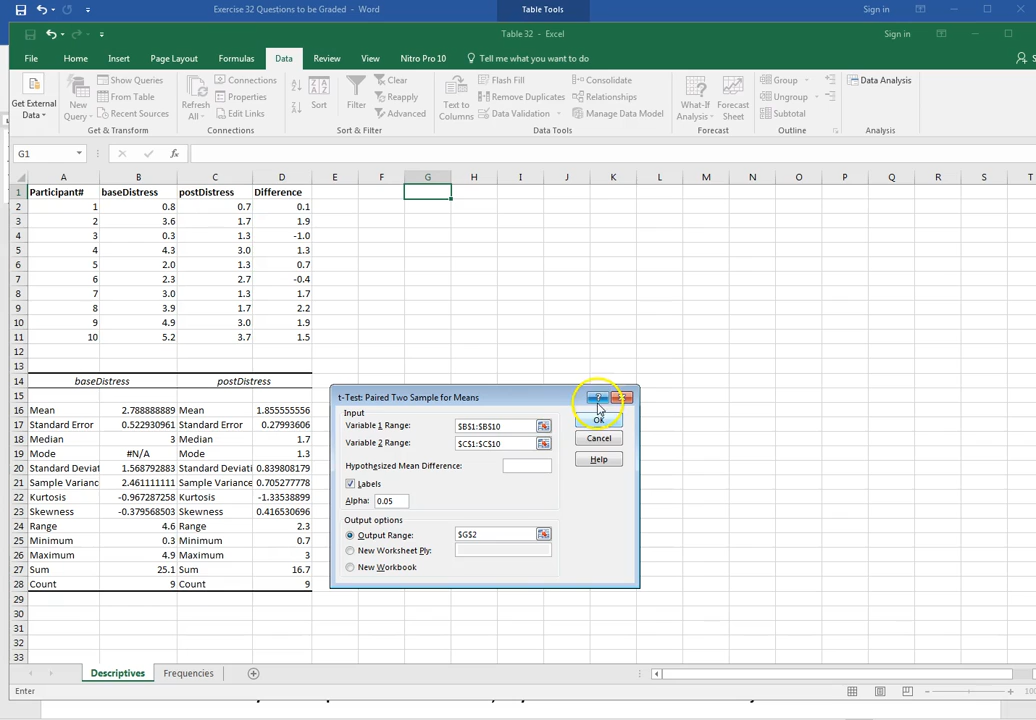 Exercise 32 Questions to be Graded - Word
Table Tools
Sign in
Table 32 - Excel
Sign in
File Home Insert Page Layout Formulas Data Review View Nitro Pro 10 Tell me what you want to do
Get External Data
New Query
Show Queries
From Table
Recent Sources
Get & Transform
Refresh All
Connections
Properties
Edit Links
Connections
Sort
Filter
Clear
Reapply
Advanced
Sort & Filter
Text to Columns
Flash Fill
Remove Duplicates
Data Validation
Consolidate
Relationships
Manage Data Model
Data Tools
What-If Analysis
Forecast Sheet
Forecast
Group
Ungroup
Subtotal
Outline
Data Analysis
Analysis
G1 fx
A B C D E F G H I J K L M N O P Q R S T
1 Participant# baseDistress postDistress Difference
2 1 0.8 0.7 0.1
3 2 3.6 1.7 1.9
4 3 0.3 1.3 -1.0
5 4 4.3 3.0 1.3
6 5 2.0 1.3 0.7
7 6 2.3 2.7 -0.4
8 7 3.0 1.3 1.7
9 8 3.9 1.7 2.2
10 9 4.9 3.0 1.9
11 10 5.2 3.7 1.5
12
13
14 baseDistress postDistress
15
16 Mean 2.788888889 Mean 1.855555556
17 Standard Error 0.522930961 Standard Error 0.27993606
18 Median 3 Median 1.7
19 Mode #N/A Mode 1.3
20 Standard Deviat 1.568792883 Standard Deviati 0.839808179
21 Sample Varianc 2.461111111 Sample Variance 0.705277778
22 Kurtosis -0.967287258 Kurtosis -1.33538899
23 Skewness -0.379568503 Skewness 0.416530696
24 Range 4.6 Range 2.3
25 Minimum 0.3 Minimum 0.7
26 Maximum 4.9 Maximum 3
27 Sum 25.1 Sum 16.7
28 Count 9 Count 9
29
30
31
32
33
t-Test: Paired Two Sample for Means
Input
Variable 1 Range: $B$1:$B$10
Variable 2 Range: $C$1:$C$10
Hypothesized Mean Difference:
Labels
Alpha: 0.05
Output options
Output Range: $G$2
New Worksheet Ply:
New Workbook
OK
Cancel
Help
Descriptives Frequencies
Enter